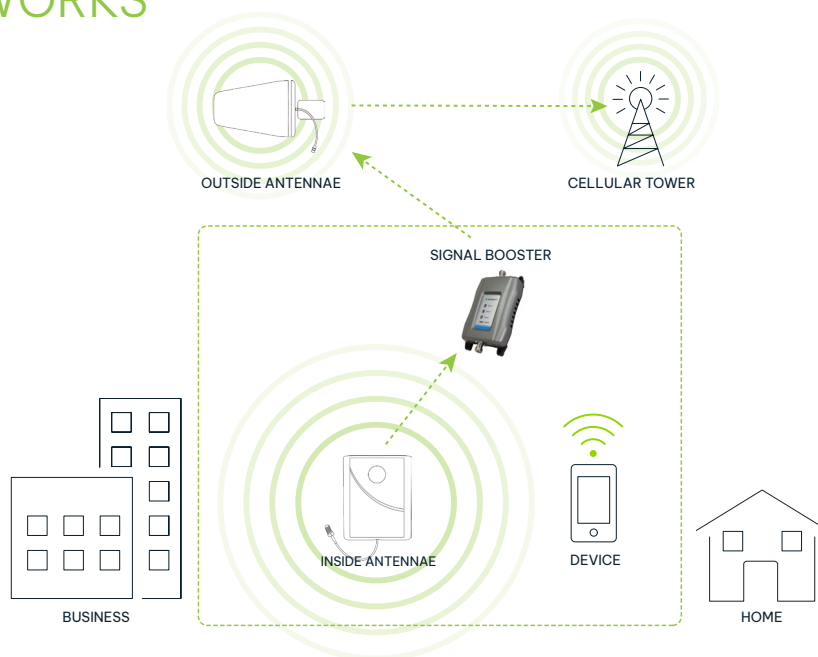 WORKS
OUTSIDE ANTENNAE
CELLULAR TOWER
SIGNAL BOOSTER
INSIDE ANTENNAE
DEVICE
BUSINESS
HOME